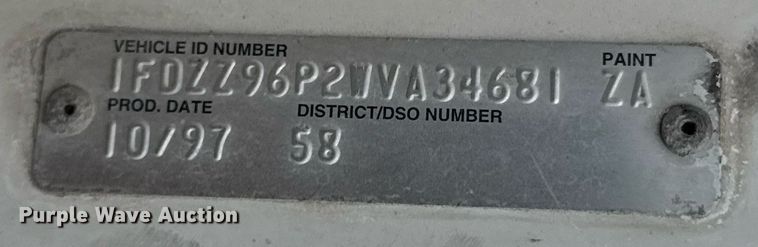 VEHICLE ID NUMBER
1FDZZ96P2WVA34681
PAINT
ZA
PROD. DATE
10/97
DISTRICT/DSO NUMBER
58
Purple Wave Auction